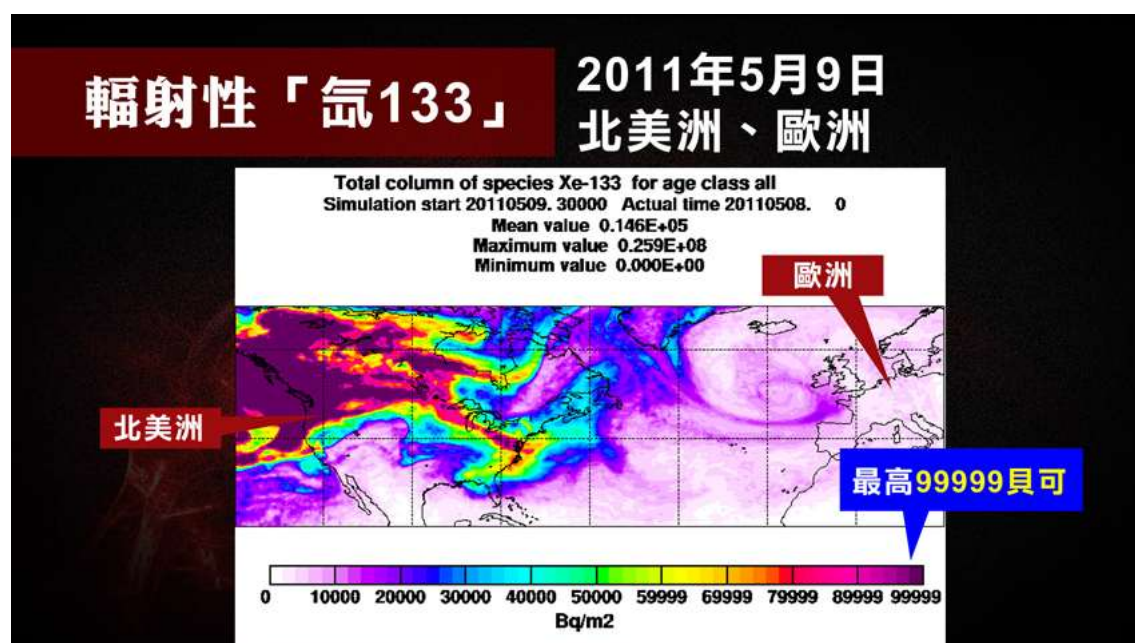 輻射性「氙133」
2011年5月9日
北美洲、歐洲
Total column of species Xe-133 for age class all
Simulation start 20110509. 30000 Actual time 20110508. 0
Mean value 0.146E+05
Maximum value 0.259E+08
Minimum value 0.000E+00
歐洲
北美洲
最高99999貝可
0 10000 20000 30000 40000 50000 59999 69999 79999 89999 99999
Bq/m2